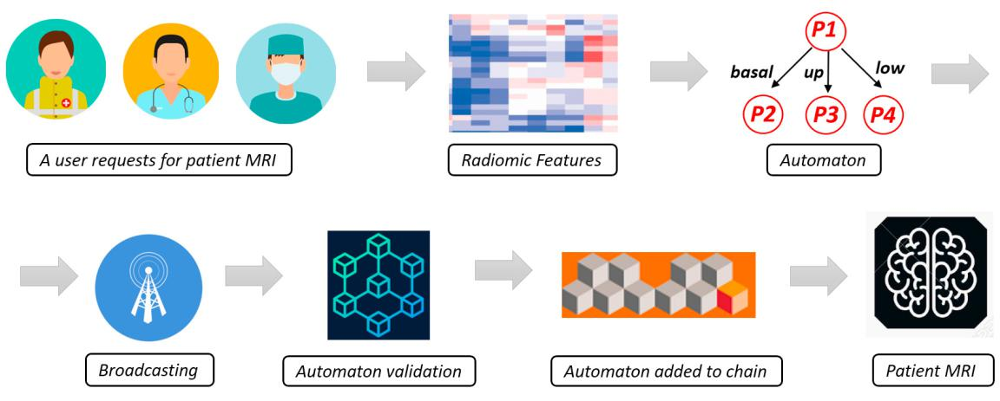 P1
basal
up
low
P2
P3
P4
A user requests for patient MRI
Radiomic Features
Automaton
Broadcasting
Automaton validation
Automaton added to chain
Patient MRI